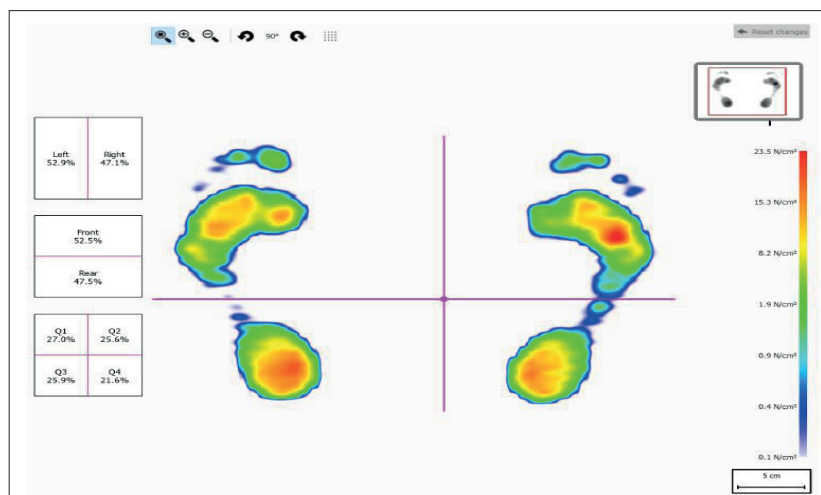 90°
Reset changes
Left
52.9%
Right
47.1%
Front
52.5%
Rear
47.5%
Q1
27.0%
Q2
25.6%
Q3
25.9%
Q4
21.6%
23.5 N/cm²
15.3 N/cm²
8.2 N/cm²
1.9 N/cm²
0.9 N/cm²
0.4 N/cm²
0.1 N/cm²
5 cm